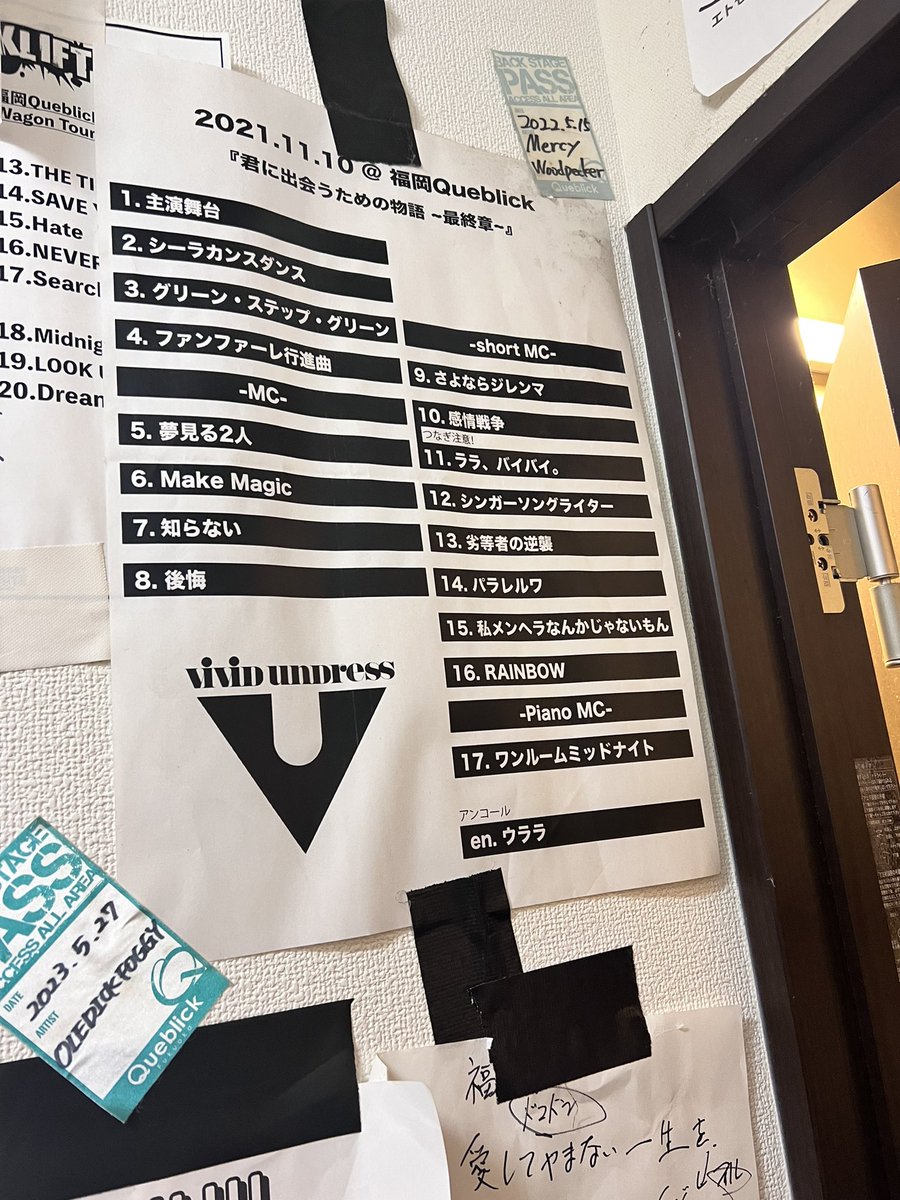 KLIFT
福岡Queblick
Wagon Tour
13.THE TI
14.SAVE
15.Hate
16.NEVER
17.Search
18.Midnig
19.LOOK
20.Dream
2021.11.10 @ 福岡Queblick
『君に出会うための物語 ~最終章~』
1. 主演舞台
2. シーラカンスダンス
3. グリーン・ステップ・グリーン
4. ファンファーレ行進曲
-MC-
5. 夢見る2人
6. Make Magic
7. 知らない
8. 後悔
-short MC-
9. さよならジレンマ
10. 感情戦争
つなぎ注意!
11. ララ、バイバイ。
12. シンガーソングライター
13. 劣等者の逆襲
14. パラレルワ
15. 私メンヘラなんかじゃないもん
16. RAINBOW
-Piano MC-
17. ワンルームミッドナイト
アンコール
en. ウララ
vivid undress
BACK STAGE
PASS
ACCESS ALL AREA
2022.5.15
Mercy
Woodpecker
Queblick
STAGE
ASS
ACCESS ALL AREA
DATE
2023.5.27
ARTIST
OLEDICKFOGGY
Queblick
FUKUOKA
福
ドコドン
愛してやまない一生を.